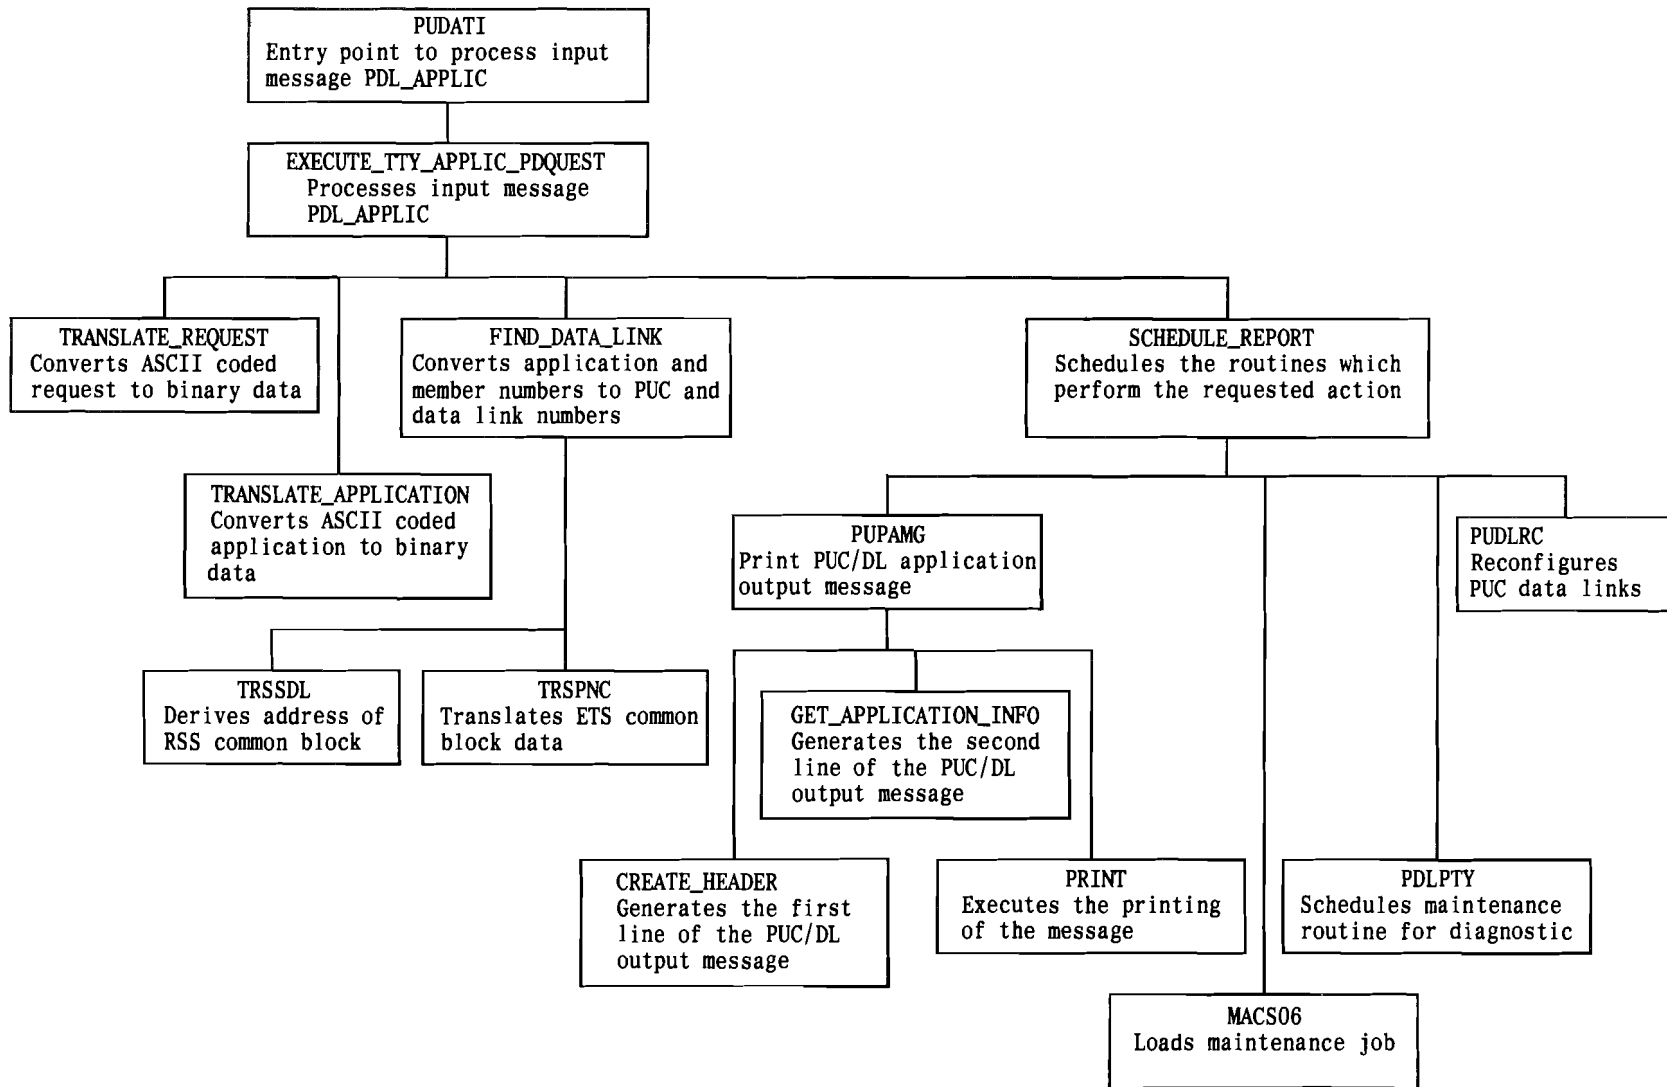 PUDATI
Entry point to process input
message PDL_APPLIC
EXECUTE_TTY_APPLIC_PDQUEST
Processes input message
PDL_APPLIC
TRANSLATE_REQUEST
Converts ASCII coded
request to binary data
FIND_DATA_LINK
Converts application and
member numbers to PUC and
data link numbers
SCHEDULE_REPORT
Schedules the routines which
perform the requested action
TRANSLATE_APPLICATION
Converts ASCII coded
application to binary
data
PUPAMG
Print PUC/DL application
output message
PUDLRC
Reconfigures
PUC data links
TRSSDL
Derives address of
RSS common block
TRSPNC
Translates ETS common
block data
GET_APPLICATION_INFO
Generates the second
line of the PUC/DL
output message
CREATE_HEADER
Generates the first
line of the PUC/DL
output message
PRINT
Executes the printing
of the message
PDLPTY
Schedules maintenance
routine for diagnostic
MACS06
Loads maintenance job